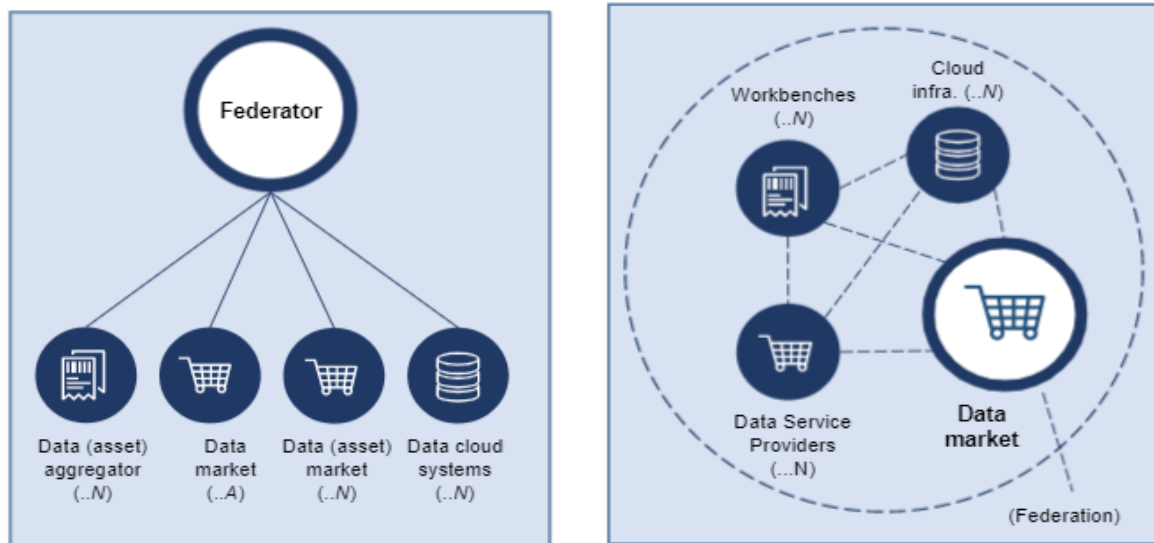 Federator
Data (asset)
aggregator
(..N)
Data
market
(..A)
Data (asset)
market
(..N)
Data cloud
systems
(..N)
Workbenches
(..N)
Cloud
infra. (..N)
Data Service
Providers
(...N)
Data
market
(Federation)